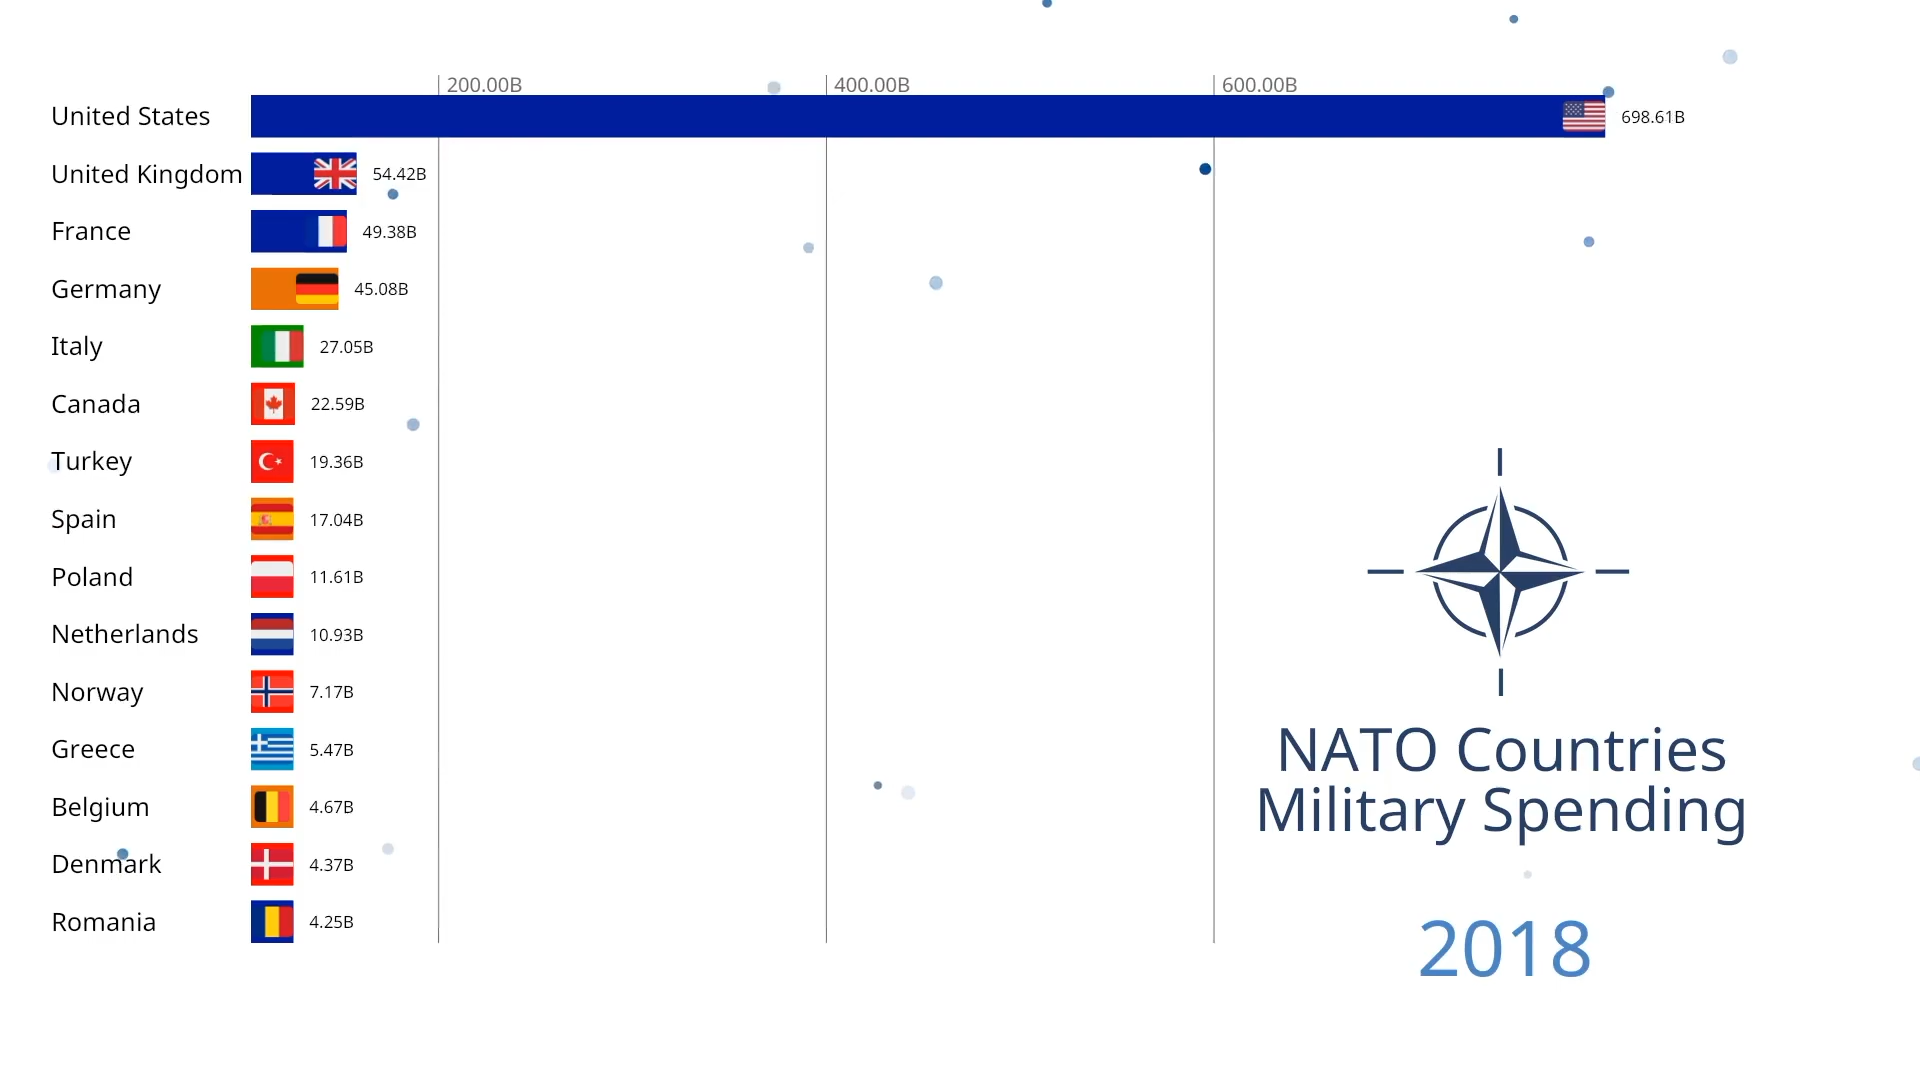 200.00B 400.00B 600.00B
United States 698.61B
United Kingdom 54.42B
France 49.38B
Germany 45.08B
Italy 27.05B
Canada 22.59B
Turkey 19.36B
Spain 17.04B
Poland 11.61B
Netherlands 10.93B
Norway 7.17B
Greece 5.47B
Belgium 4.67B
Denmark 4.37B
Romania 4.25B
NATO Countries
Military Spending
2018